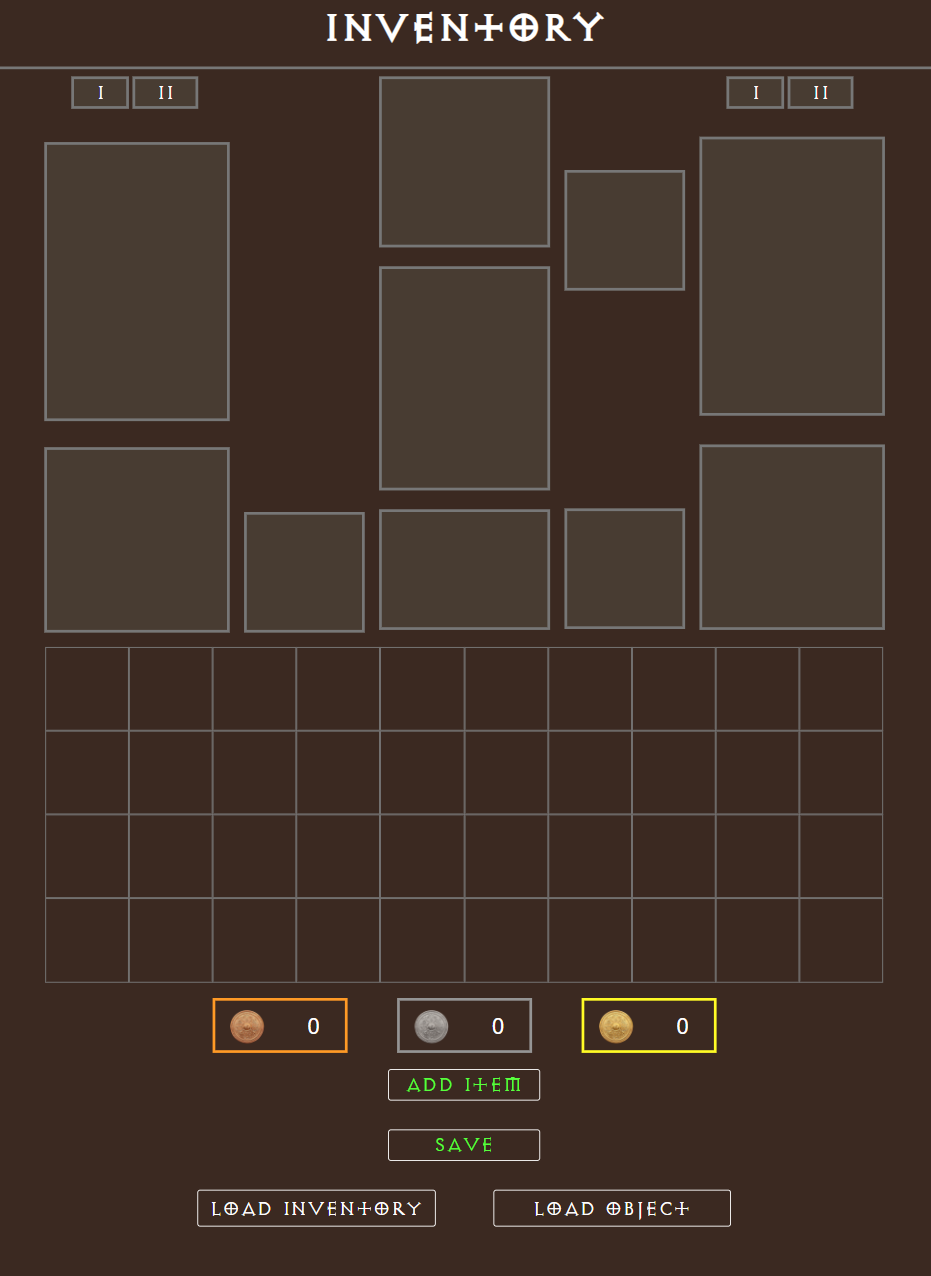 INVENTORY
I II I II
0 0 0
ADD ITEM
SAVE
LOAD INVENTORY LOAD OBJECT